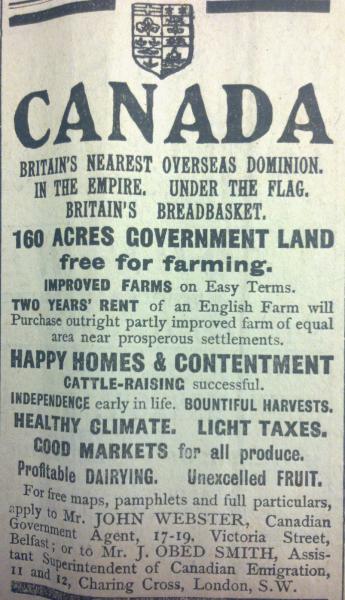 CANADA
BRITAIN'S NEAREST OVERSEAS DOMINION.
IN THE EMPIRE. UNDER THE FLAG.
BRITAIN'S BREADBASKET.
160 ACRES GOVERNMENT LAND
free for farming.
IMPROVED FARMS on Easy Terms.
TWO YEARS' RENT of an English Farm will
Purchase outright partly improved farm of equal
area near prosperous settlements.
HAPPY HOMES & CONTENTMENT
CATTLE-RAISING successful.
INDEPENDENCE early in life. BOUNTIFUL HARVESTS.
HEALTHY CLIMATE. LIGHT TAXES.
GOOD MARKETS for all produce.
Profitable DAIRYING. Unexcelled FRUIT.
For free maps, pamphlets and full particulars,
apply to Mr. JOHN WEBSTER, Canadian
Government Agent, 17-19, Victoria Street,
Belfast; or to Mr. J. OBED SMITH, Assis-
tant Superintendent of Canadian Emigration,
11 and 12, Charing Cross, London, S.W.